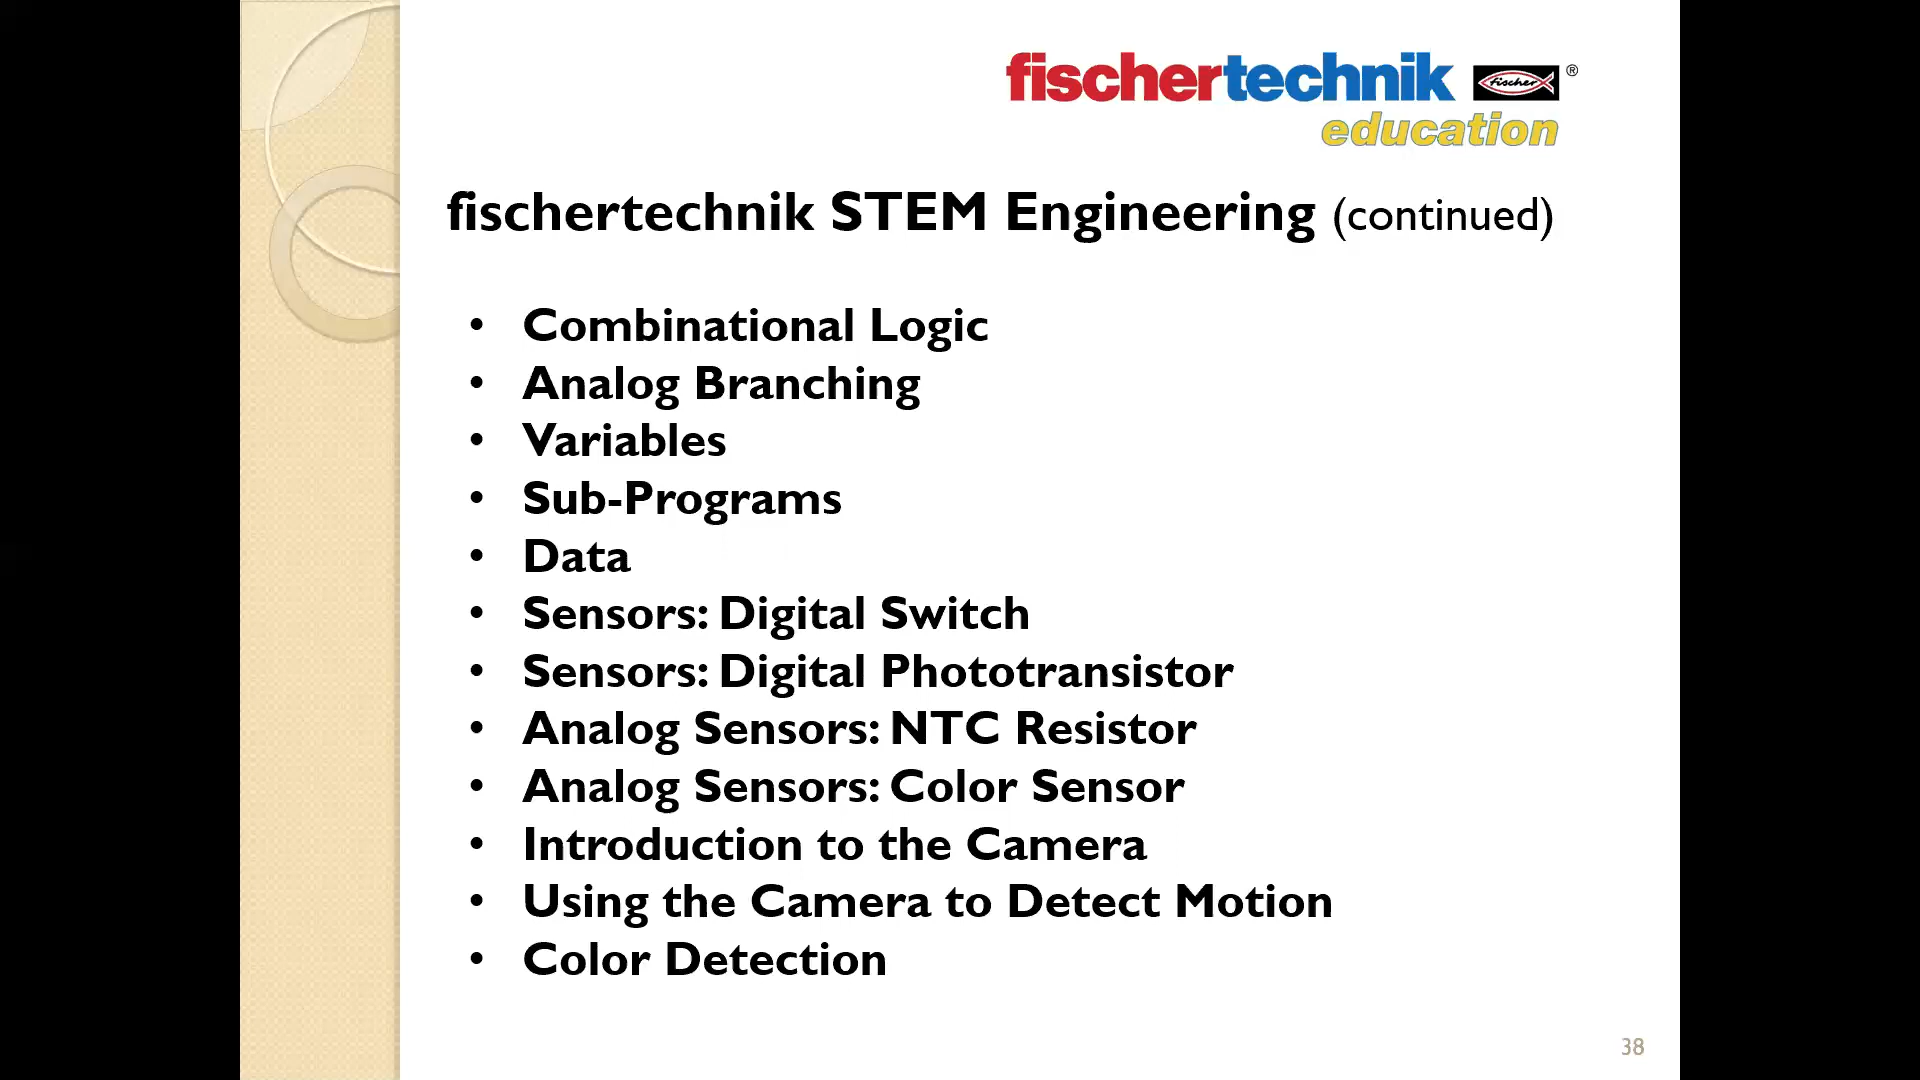 fischertechnik fischer ®
education
fischertechnik STEM Engineering (continued)
• Combinational Logic
• Analog Branching
• Variables
• Sub-Programs
• Data
• Sensors: Digital Switch
• Sensors: Digital Phototransistor
• Analog Sensors: NTC Resistor
• Analog Sensors: Color Sensor
• Introduction to the Camera
• Using the Camera to Detect Motion
• Color Detection
38